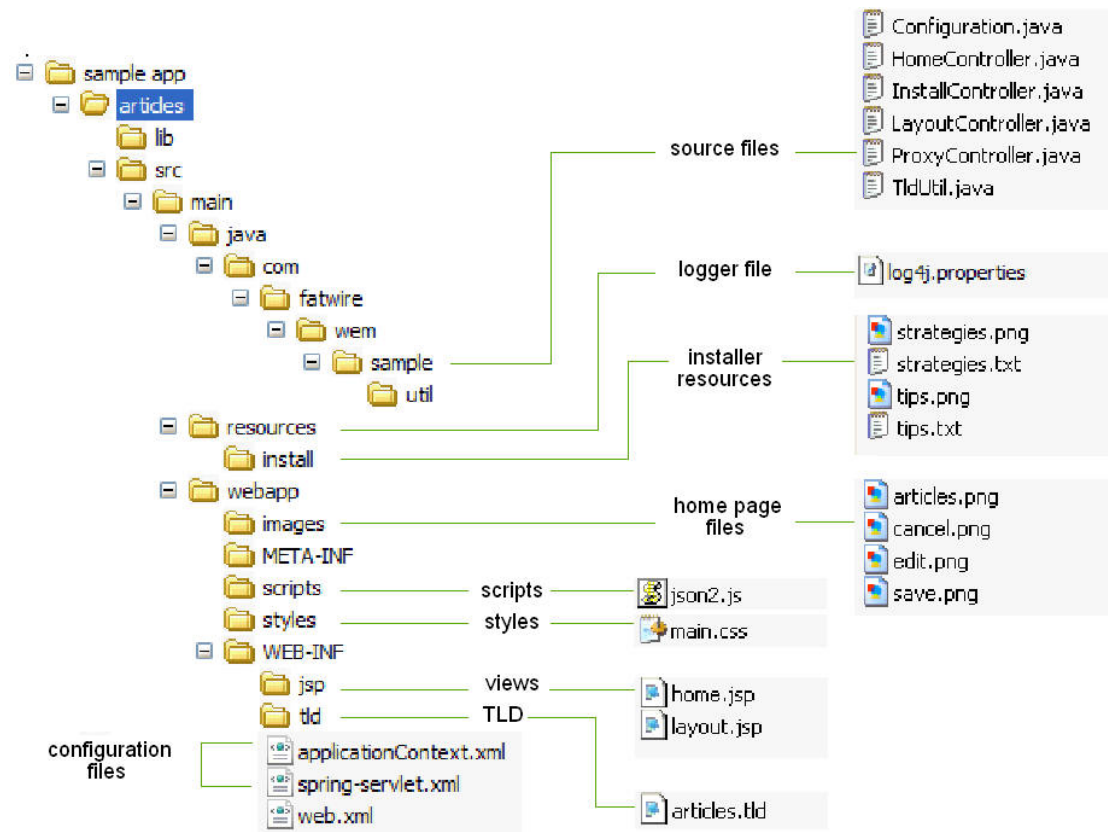 sample app
articles
lib
src
main
java
com
fatwire
wem
sample
util
resources
install
webapp
images
META-INF
scripts
styles
WEB-INF
jsp
tld
applicationContext.xml
spring-servlet.xml
web.xml
configuration
files
source files
logger file
installer
resources
home page
files
scripts
styles
views
TLD
Configuration.java
HomeController.java
InstallController.java
LayoutController.java
ProxyController.java
TldUtil.java
log4j.properties
strategies.png
strategies.txt
tips.png
tips.txt
articles.png
cancel.png
edit.png
save.png
json2.js
main.css
home.jsp
layout.jsp
articles.tld